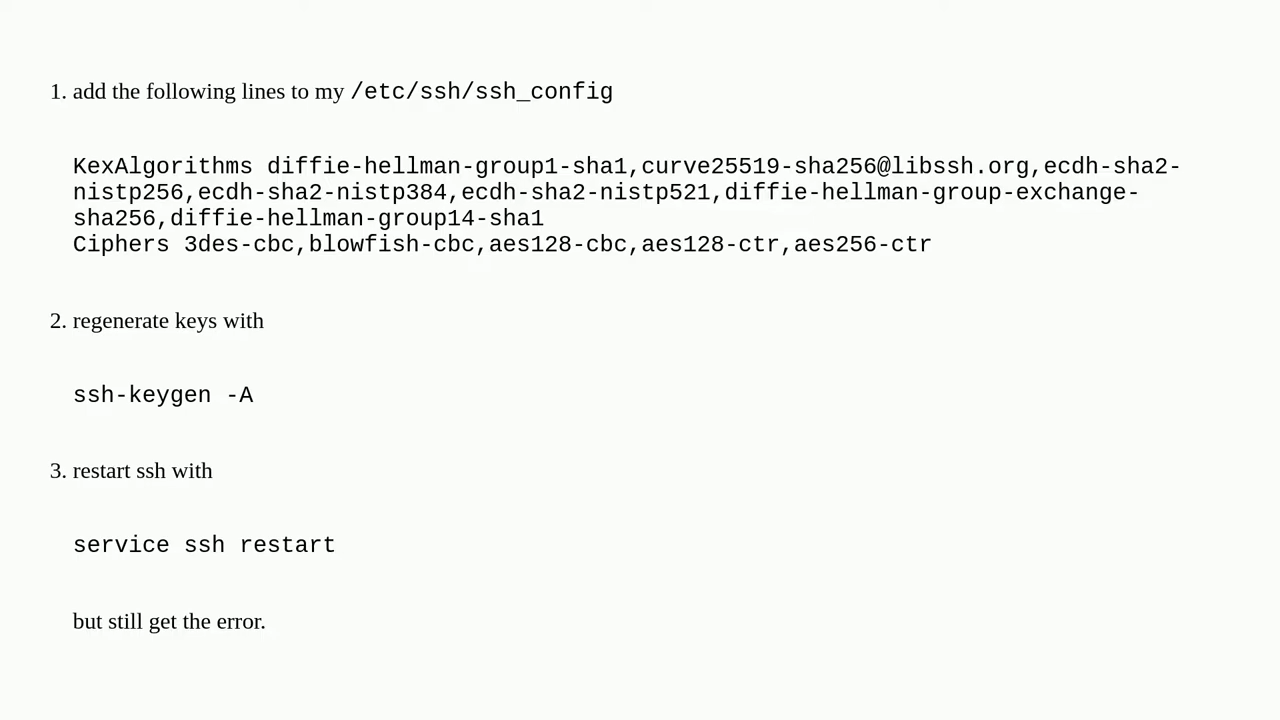 1. add the following lines to my /etc/ssh/ssh_config
KexAlgorithms diffie-hellman-group1-sha1,curve25519-sha256@libssh.org,ecdh-sha2-
nistp256,ecdh-sha2-nistp384,ecdh-sha2-nistp521,diffie-hellman-group-exchange-
sha256,diffie-hellman-group14-sha1
Ciphers 3des-cbc,blowfish-cbc,aes128-cbc,aes128-ctr,aes256-ctr
2. regenerate keys with
ssh-keygen -A
3. restart ssh with
service ssh restart
but still get the error.